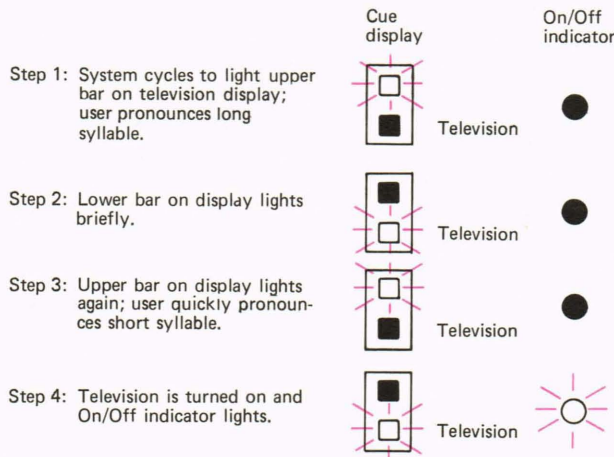 Cue
display
On/Off
indicator
Step 1: System cycles to light upper
bar on television display;
user pronounces long
syllable.
Television
Step 2: Lower bar on display lights
briefly.
Television
Step 3: Upper bar on display lights
again; user quickly pronoun-
ces short syllable.
Television
Step 4: Television is turned on and
On/Off indicator lights.
Television